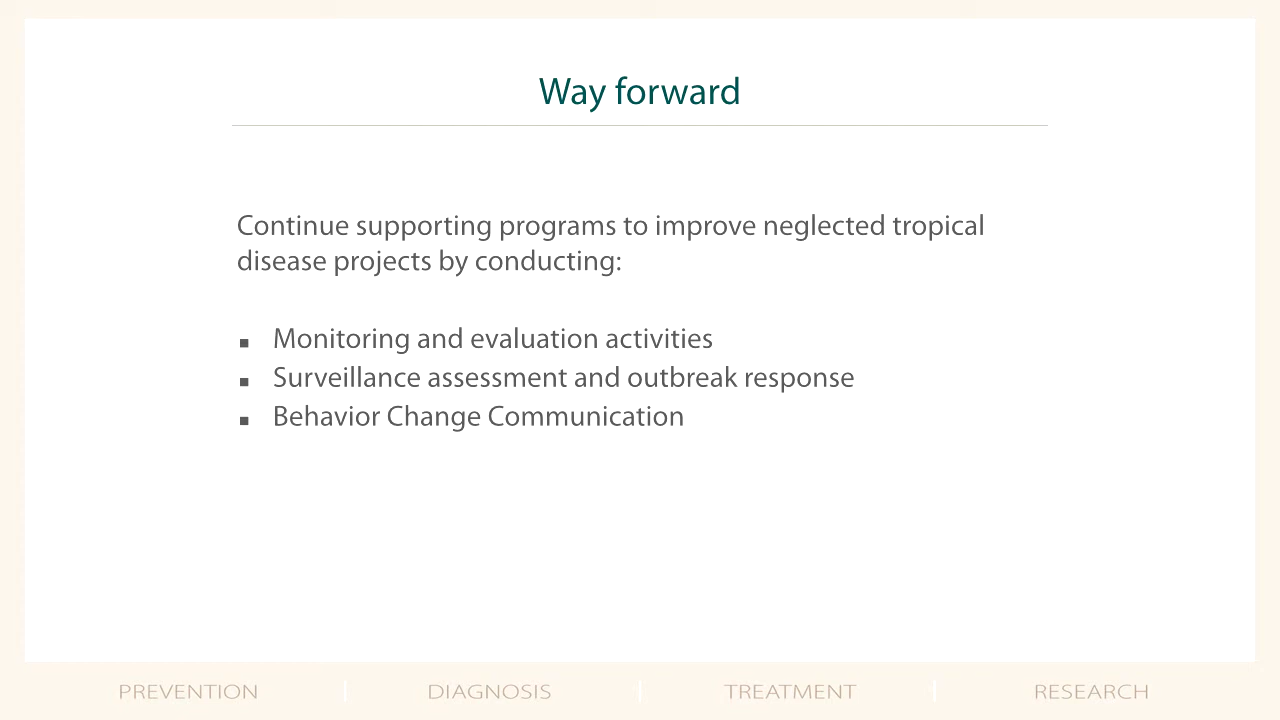 Way forward
Continue supporting programs to improve neglected tropical
disease projects by conducting:
▪ Monitoring and evaluation activities
▪ Surveillance assessment and outbreak response
▪ Behavior Change Communication
PREVENTION | DIAGNOSIS | TREATMENT | RESEARCH